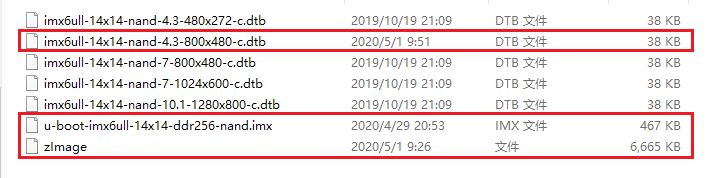 imx6ull-14x14-nand-4.3-480x272-c.dtb 2019/10/19 21:09 DTB 文件 38 KB
imx6ull-14x14-nand-4.3-800x480-c.dtb 2020/5/1 9:51 DTB 文件 38 KB
imx6ull-14x14-nand-7-800x480-c.dtb 2019/10/19 21:09 DTB 文件 38 KB
imx6ull-14x14-nand-7-1024x600-c.dtb 2019/10/19 21:09 DTB 文件 38 KB
imx6ull-14x14-nand-10.1-1280x800-c.dtb 2019/10/19 21:09 DTB 文件 38 KB
u-boot-imx6ull-14x14-ddr256-nand.imx 2020/4/29 20:53 IMX 文件 467 KB
zImage 2020/5/1 9:26 文件 6,665 KB